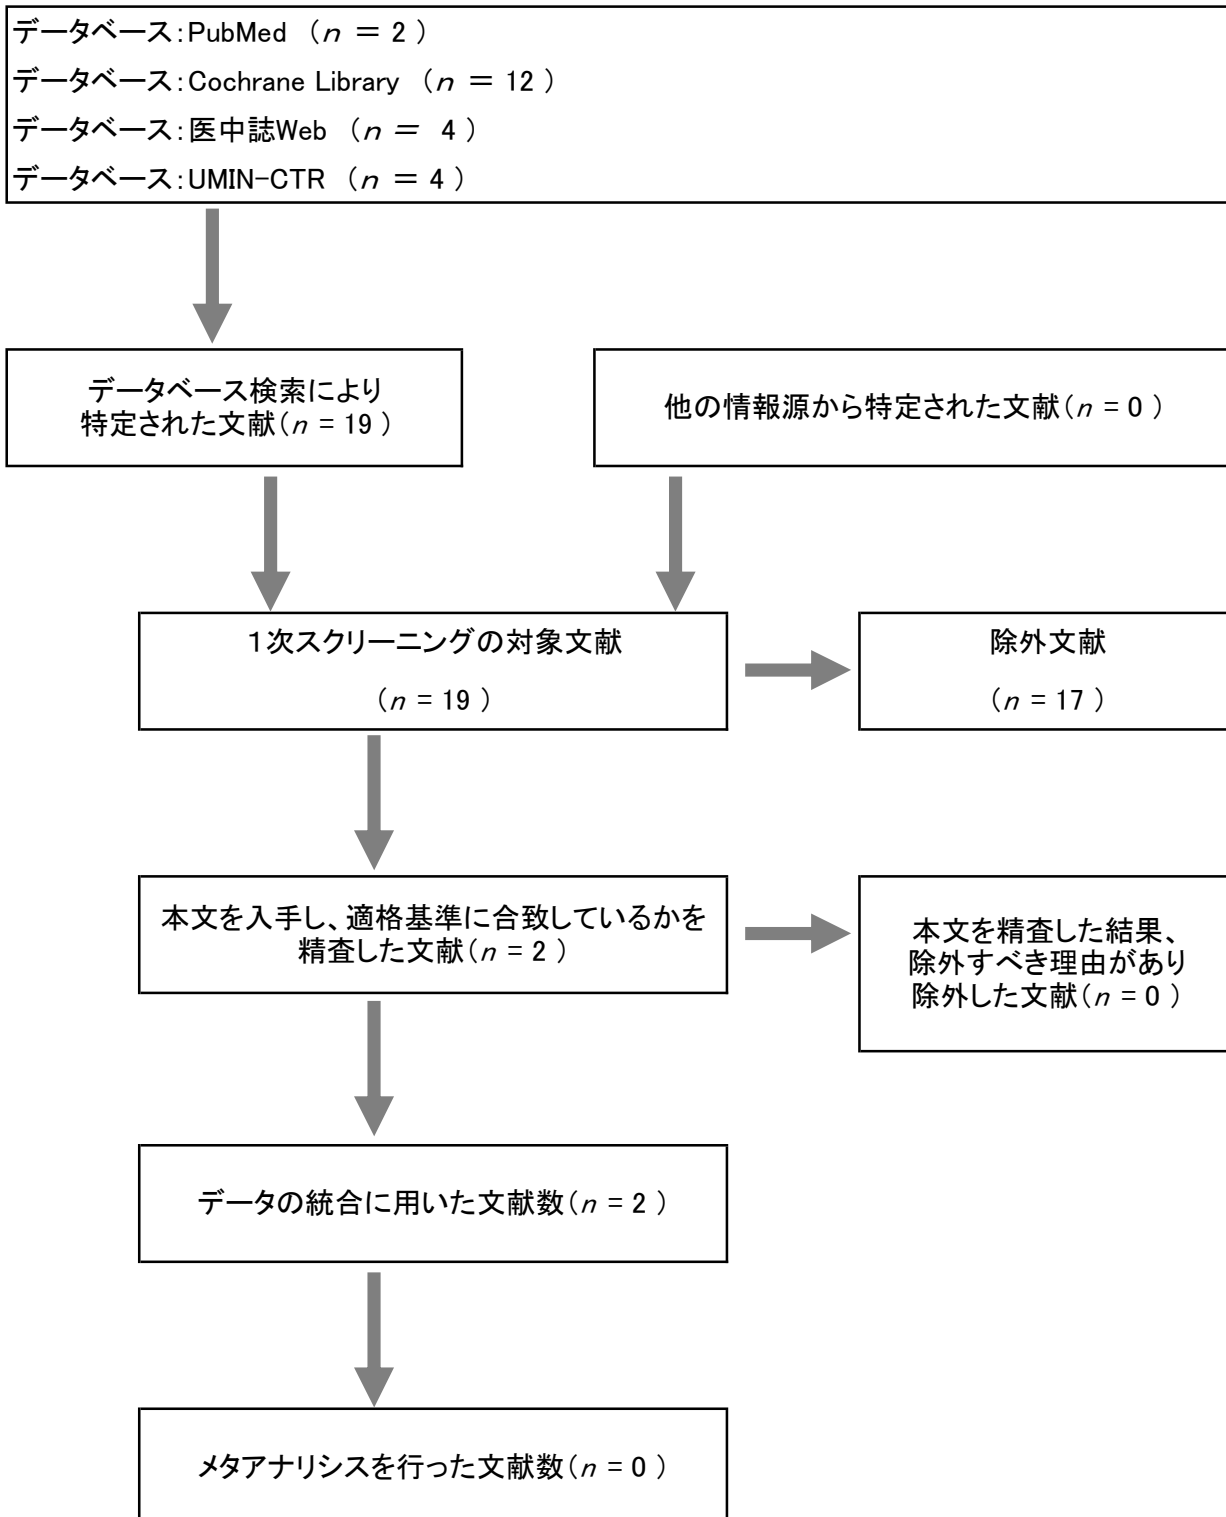 データベース:PubMed (n = 2 )
データベース:Cochrane Library (n = 12 )
データベース:医中誌Web (n = 4 )
データベース:UMIN-CTR (n = 4 )
データベース検索により
特定された文献(n = 19 )
他の情報源から特定された文献(n = 0 )
1次スクリーニングの対象文献
(n = 19 )
除外文献
(n = 17 )
本文を入手し、適格基準に合致しているかを
精査した文献(n = 2 )
本文を精査した結果、
除外すべき理由があり
除外した文献(n = 0 )
データの統合に用いた文献数(n = 2 )
メタアナリシスを行った文献数(n = 0 )